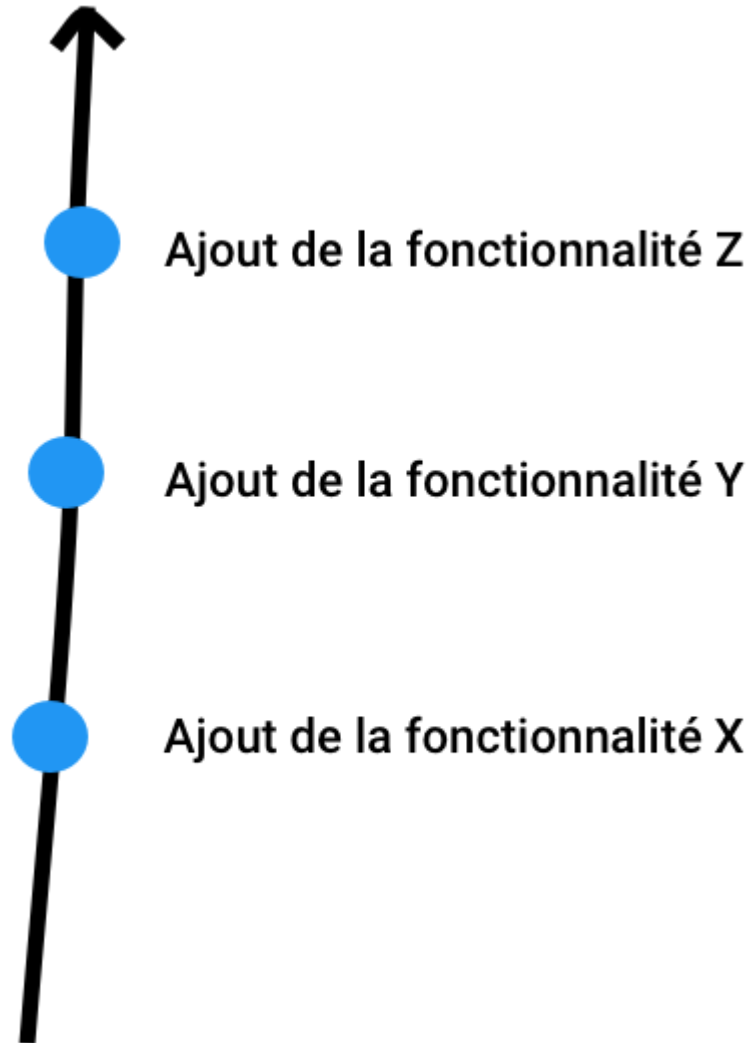 Ajout de la fonctionnalité Z
Ajout de la fonctionnalité Y
Ajout de la fonctionnalité X